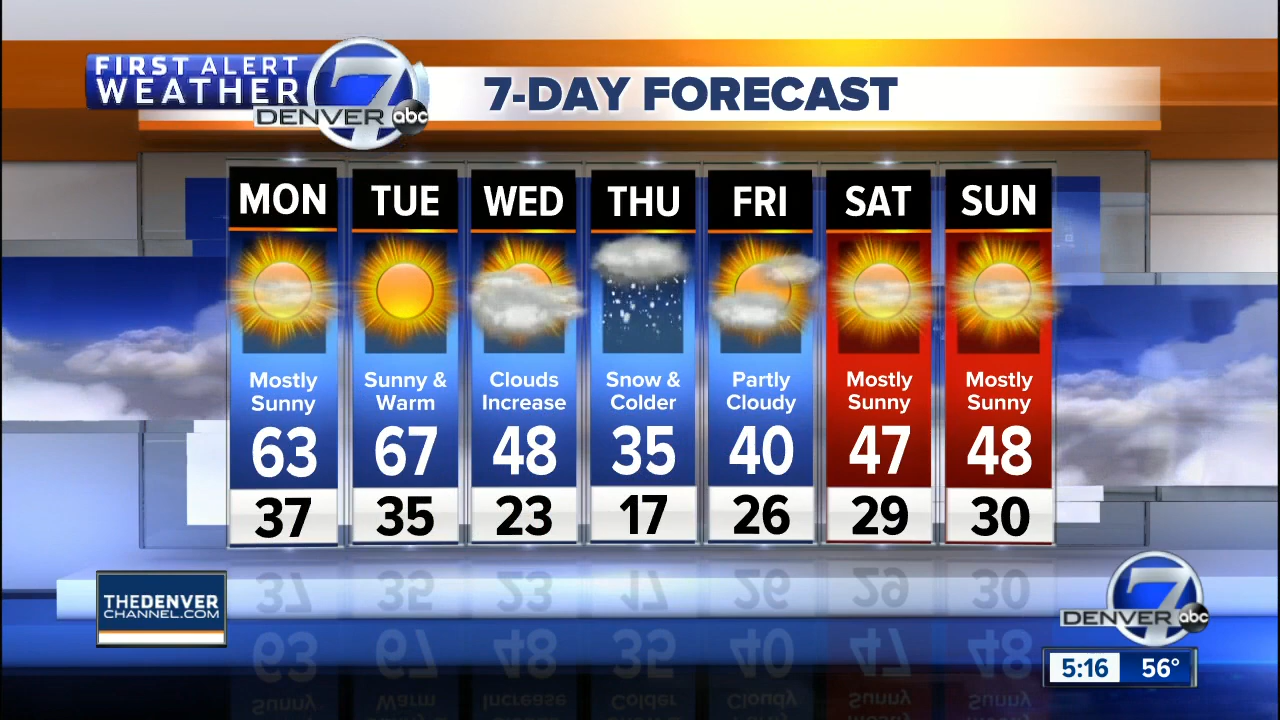 FIRST ALERT
WEATHER
7
DENVER abc
7-DAY FORECAST
MON TUE WED THU FRI SAT SUN
Mostly Sunny & Clouds Snow & Partly Mostly Mostly
Sunny Warm Increase Colder Cloudy Sunny Sunny
63 67 48 35 40 47 48
37 35 23 17 26 29 30
THEDENVER
CHANNEL.COM
7
DENVER abc
5:16 56°